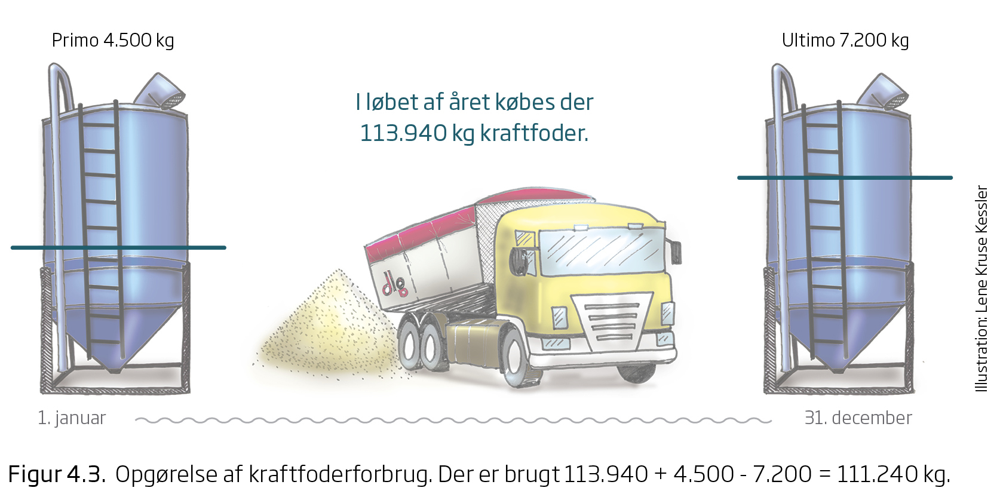 Primo 4.500 kg
Ultimo 7.200 kg
I løbet af året købes der
113.940 kg kraftfoder.
dlg
Illustration: Lene Kruse Kessler
1. januar
31. december
Figur 4.3. Opgørelse af kraftfoderforbrug. Der er brugt 113.940 + 4.500 - 7.200 = 111.240 kg.